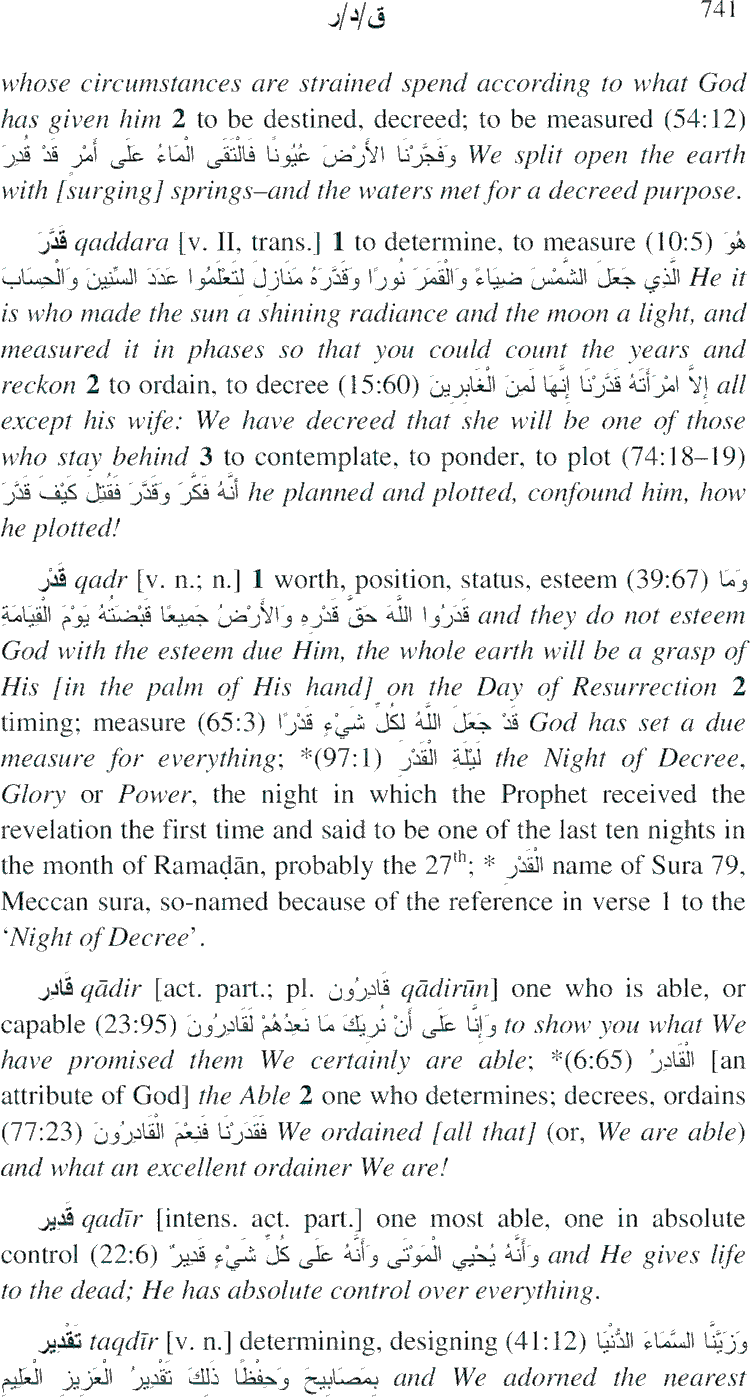 ق/د/ر 741
whose circumstances are strained spend according to what God
has given him 2 to be destined, decreed; to be measured (54:12)
وَفَجَّرْنَا الأَرْضَ عُيُونًا فَالْتَقَى الْمَاءُ عَلَى أَمْرٍ قَدْ قُدِرَ We split open the earth
with [surging] springs–and the waters met for a decreed purpose.
قَدَّرَ qaddara [v. II, trans.] 1 to determine, to measure (10:5) هُوَ
الَّذِي جَعَلَ الشَّمْسَ ضِيَاءً وَالْقَمَرَ نُورًا وَقَدَّرَهُ مَنَازِلَ لِتَعْلَمُوا عَدَدَ السِّنِينَ وَالْحِسَابَ He it
is who made the sun a shining radiance and the moon a light, and
measured it in phases so that you could count the years and
reckon 2 to ordain, to decree (15:60) إِلاَّ امْرَأَتَهُ قَدَّرْنَا إِنَّهَا لَمِنَ الْغَابِرِينَ all
except his wife: We have decreed that she will be one of those
who stay behind 3 to contemplate, to ponder, to plot (74:18–19)
أَنَّهُ فَكَّرَ وَقَدَّرَ فَقُتِلَ كَيْفَ قَدَّرَ he planned and plotted, confound him, how
he plotted!
قَدْر qadr [v. n.; n.] 1 worth, position, status, esteem (39:67) وَمَا
قَدَرُوا اللَّهَ حَقَّ قَدْرِهِ وَالأَرْضُ جَمِيعًا قَبْضَتُهُ يَوْمَ الْقِيَامَةِ and they do not esteem
God with the esteem due Him, the whole earth will be a grasp of
His [in the palm of His hand] on the Day of Resurrection 2
timing; measure (65:3) قَدْ جَعَلَ اللَّهُ لِكُلِّ شَيْءٍ قَدْرًا God has set a due
measure for everything; *(97:1) لَيْلَةِ الْقَدْرِ the Night of Decree,
Glory or Power, the night in which the Prophet received the
revelation the first time and said to be one of the last ten nights in
the month of Ramaḍān, probably the 27th; * الْقَدْرِ name of Sura 79,
Meccan sura, so-named because of the reference in verse 1 to the
‘Night of Decree’.
قَادِر qādir [act. part.; pl. قَادِرُون qādirūn] one who is able, or
capable (23:95) وَإِنَّا عَلَى أَنْ نُرِيَكَ مَا نَعِدُهُمْ لَقَادِرُونَ to show you what We
have promised them We certainly are able; *(6:65) الْقَادِرُ [an
attribute of God] the Able 2 one who determines; decrees, ordains
(77:23) فَقَدَرْنَا فَنِعْمَ الْقَادِرُونَ We ordained [all that] (or, We are able)
and what an excellent ordainer We are!
قَدِير qadīr [intens. act. part.] one most able, one in absolute
control (22:6) وَأَنَّهُ يُحْيِي الْمَوْتَى وَأَنَّهُ عَلَى كُلِّ شَيْءٍ قَدِيرٌ and He gives life
to the dead; He has absolute control over everything.
تَقْدِير taqdīr [v. n.] determining, designing (41:12) وَزَيَّنَّا السَّمَاءَ الدُّنْيَا
بِمَصَابِيحَ وَحِفْظًا ذَلِكَ تَقْدِيرُ الْعَزِيزِ الْعَلِيمِ and We adorned the nearest